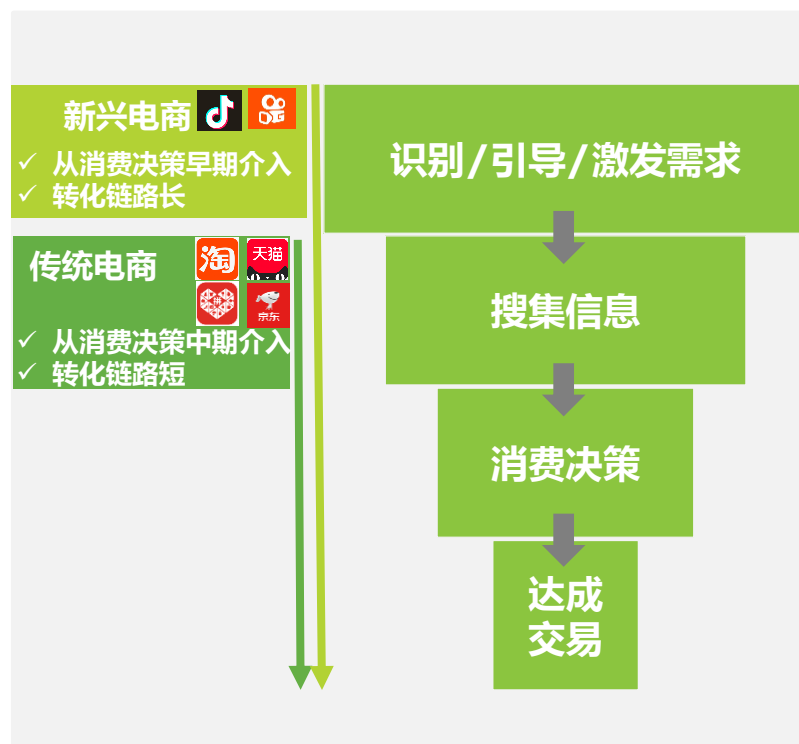 新兴电商
✓ 从消费决策早期介入
✓ 转化链路长
传统电商
淘
天猫
拼
京东
✓ 从消费决策中期介入
✓ 转化链路短
识别/引导/激发需求
搜集信息
消费决策
达成
交易